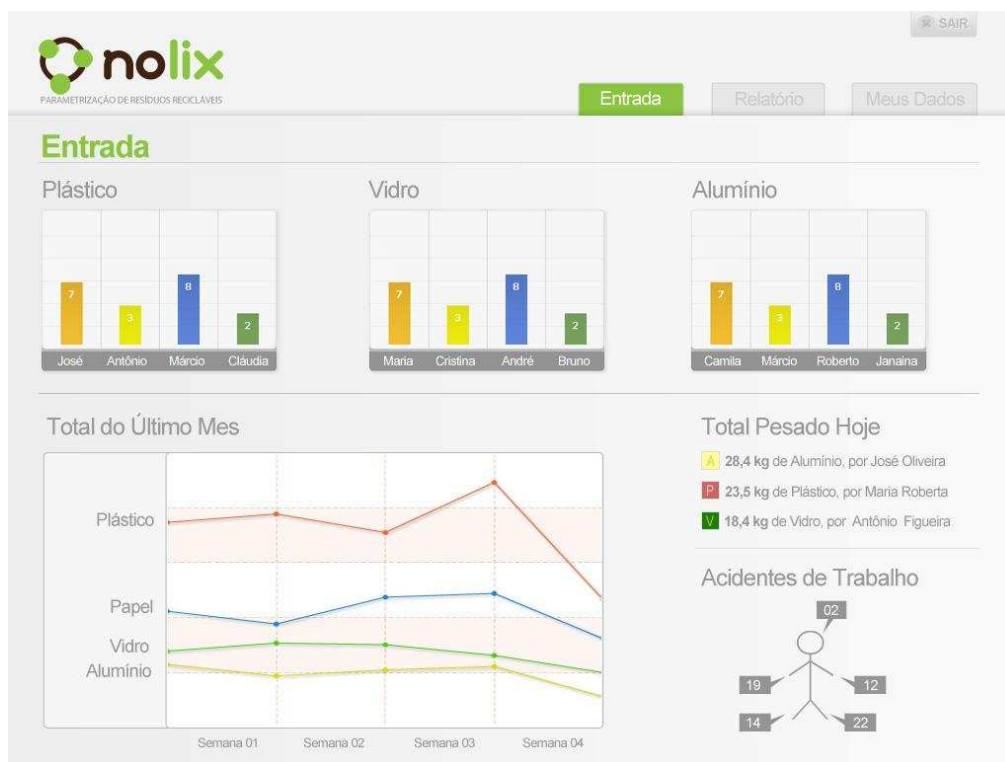 SAIR
nolix
PARAMETRIZAÇÃO DE RESÍDUOS RECICLÁVEIS
Entrada Relatório Meus Dados
Entrada
Plástico Vidro Alumínio
7 3 8 2 7 3 8 2 7 3 8 2
José Antônio Márcio Cláudia Maria Cristina André Bruno Camila Márcio Roberto Janaina
Total do Último Mes
Plástico
Papel
Vidro
Alumínio
Semana 01 Semana 02 Semana 03 Semana 04
Total Pesado Hoje
A 28,4 kg de Alumínio, por José Oliveira
P 23,5 kg de Plástico, por Maria Roberta
V 18,4 kg de Vidro, por Antônio Figueira
Acidentes de Trabalho
02
19 12
14 22